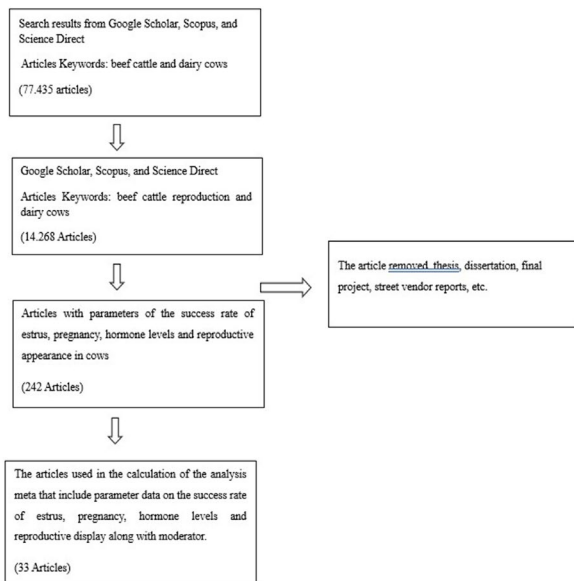 Search results from Google Scholar, Scopus, and
Science Direct
Articles Keywords: beef cattle and dairy cows
(77.435 articles)
Google Scholar, Scopus, and Science Direct
Articles Keywords: beef cattle reproduction and
dairy cows
(14.268 Articles)
The article removed thesis, dissertation, final
project, street vendor reports, etc.
Articles with parameters of the success rate of
estrus, pregnancy, hormone levels and reproductive
appearance in cows
(242 Articles)
The articles used in the calculation of the analysis
meta that include parameter data on the success rate
of estrus, pregnancy, hormone levels and
reproductive display along with moderator.
(33 Articles)